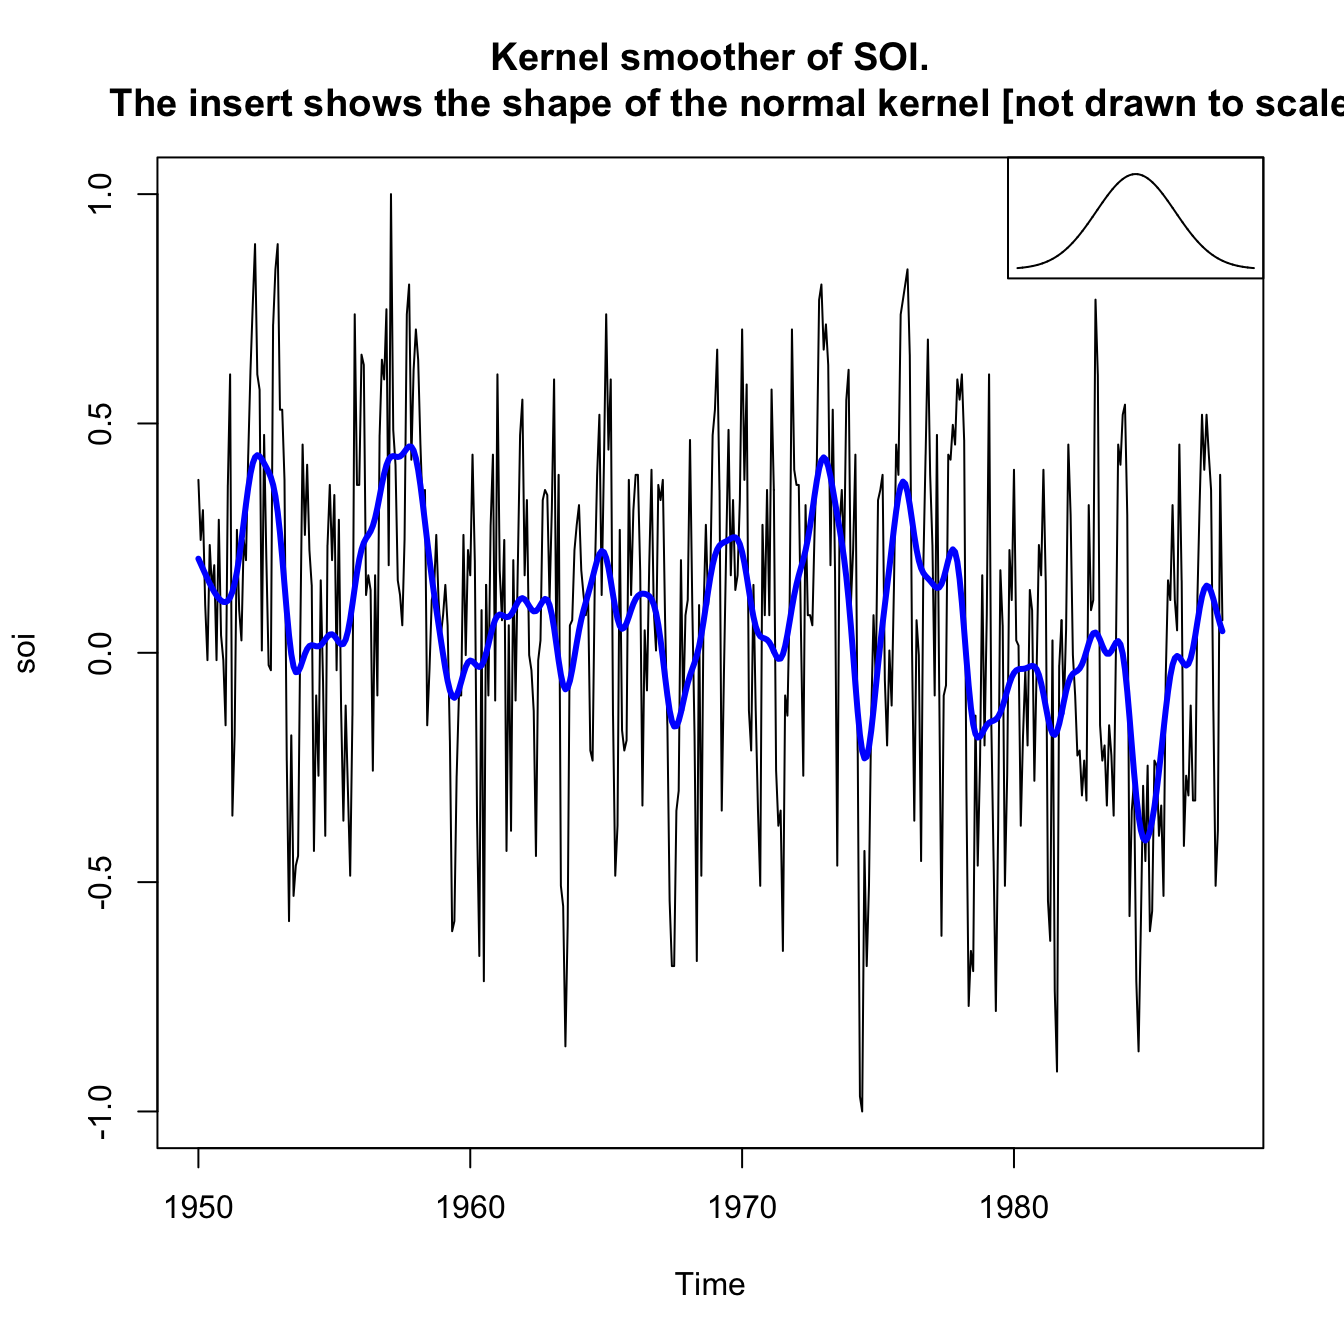 Kernel smoother of SOI.
The insert shows the shape of the normal kernel [not drawn to scale
1.0
0.5
0.0
-0.5
-1.0
soi
1950 1960 1970 1980
Time